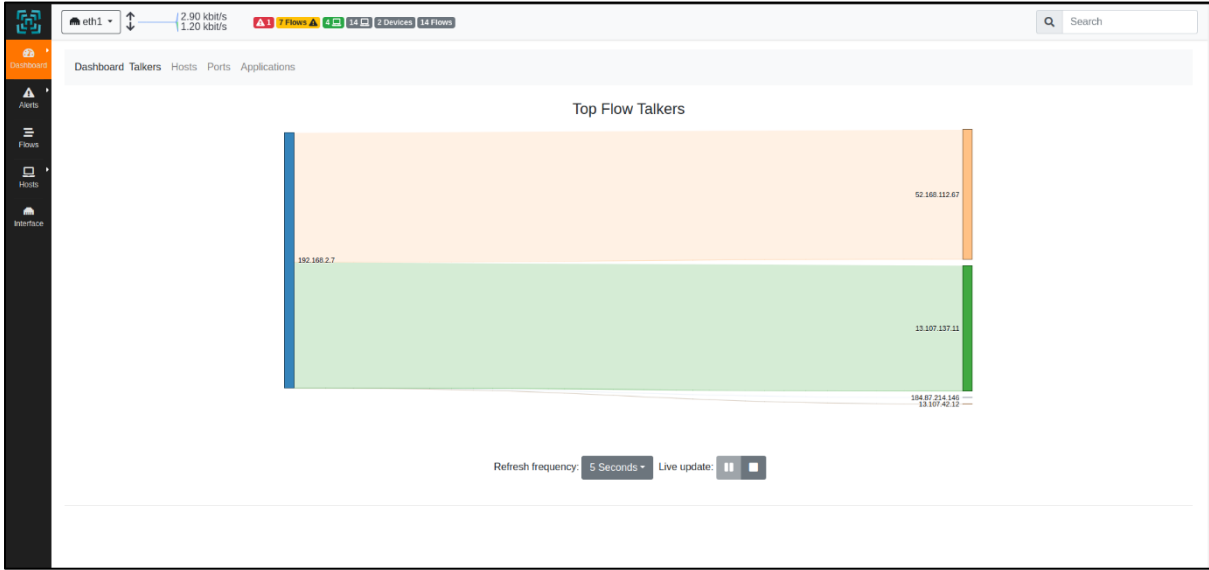 eth1
2.90 kbit/s
1.20 kbit/s
1 7 Flows 4 14 2 Devices 14 Flows
Search
Dashboard
Alerts
Flows
Hosts
Interface
Dashboard Talkers Hosts Ports Applications
Top Flow Talkers
52.168.112.67
192.168.2.7
13.107.137.11
184.87.214.146
13.107.42.12
Refresh frequency: 5 Seconds Live update: